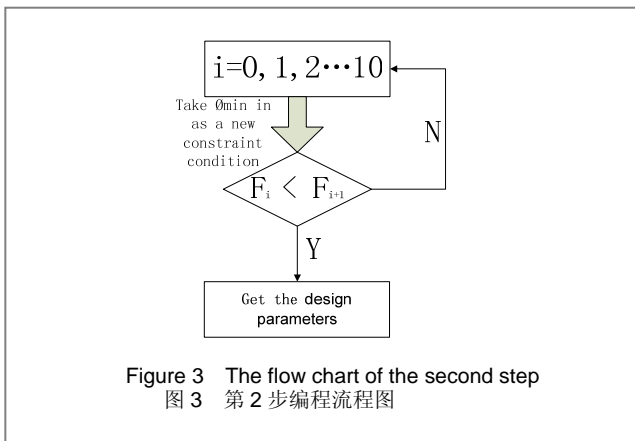 i=0, 1, 2…10
Take Ømin in
as a new
constraint
condition
N
Fi < Fi+1
Y
Get the design
parameters
Figure 3 The flow chart of the second step
图 3 第 2 步编程流程图